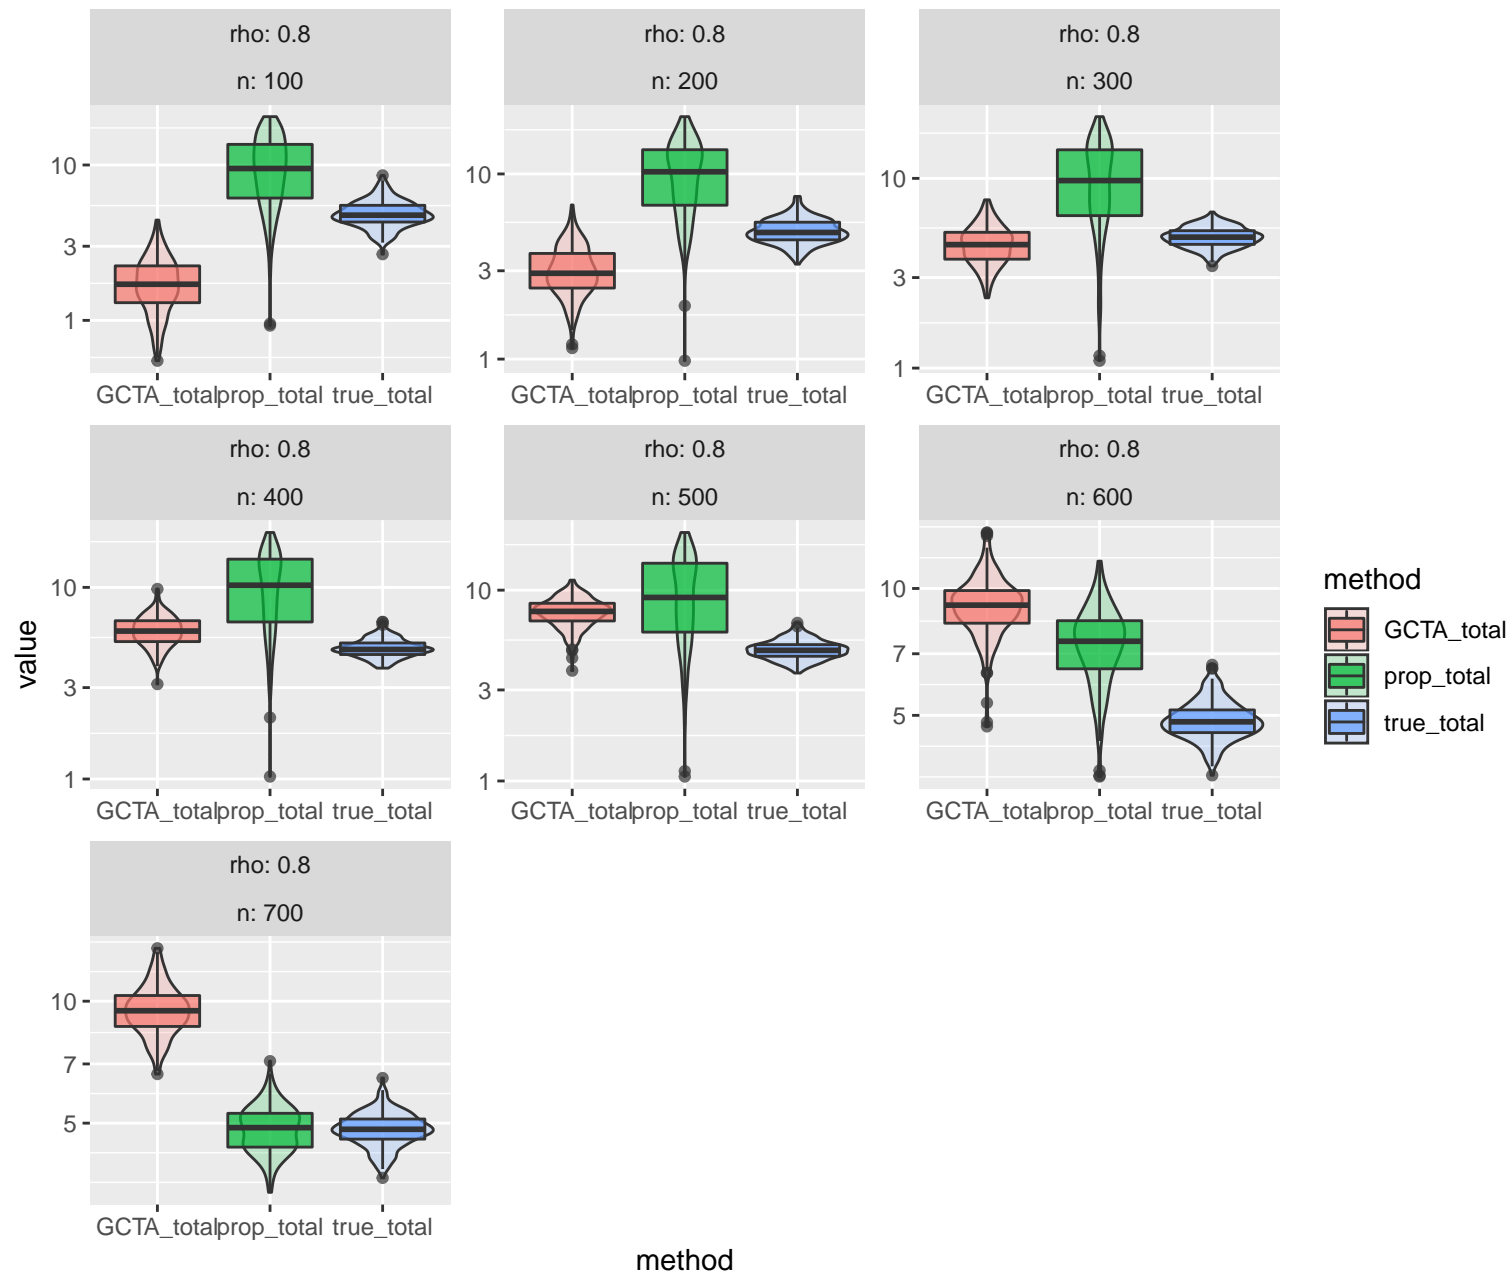 rho: 0.8
n: 100
rho: 0.8
n: 200
rho: 0.8
n: 300
10
3
1
10
3
1
10
3
1
GCTA_total prop_total true_total
GCTA_total prop_total true_total
GCTA_total prop_total true_total
rho: 0.8
n: 400
rho: 0.8
n: 500
rho: 0.8
n: 600
10
3
1
10
3
1
10
7
5
GCTA_total prop_total true_total
GCTA_total prop_total true_total
GCTA_total prop_total true_total
rho: 0.8
n: 700
10
7
5
GCTA_total prop_total true_total
value
method
method
GCTA_total
prop_total
true_total